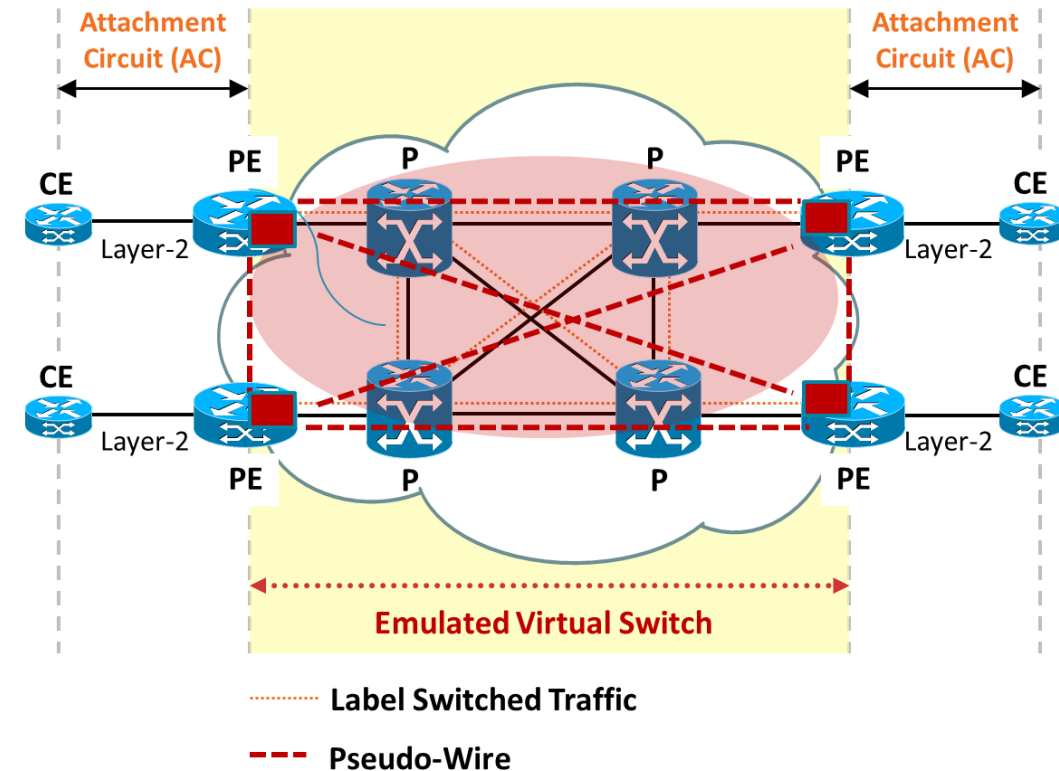 Attachment
Circuit (AC)
Attachment
Circuit (AC)
PE
P
P
PE
CE
CE
Layer-2
Layer-2
CE
CE
Layer-2
Layer-2
PE
P
P
PE
Emulated Virtual Switch
Label Switched Traffic
Pseudo-Wire